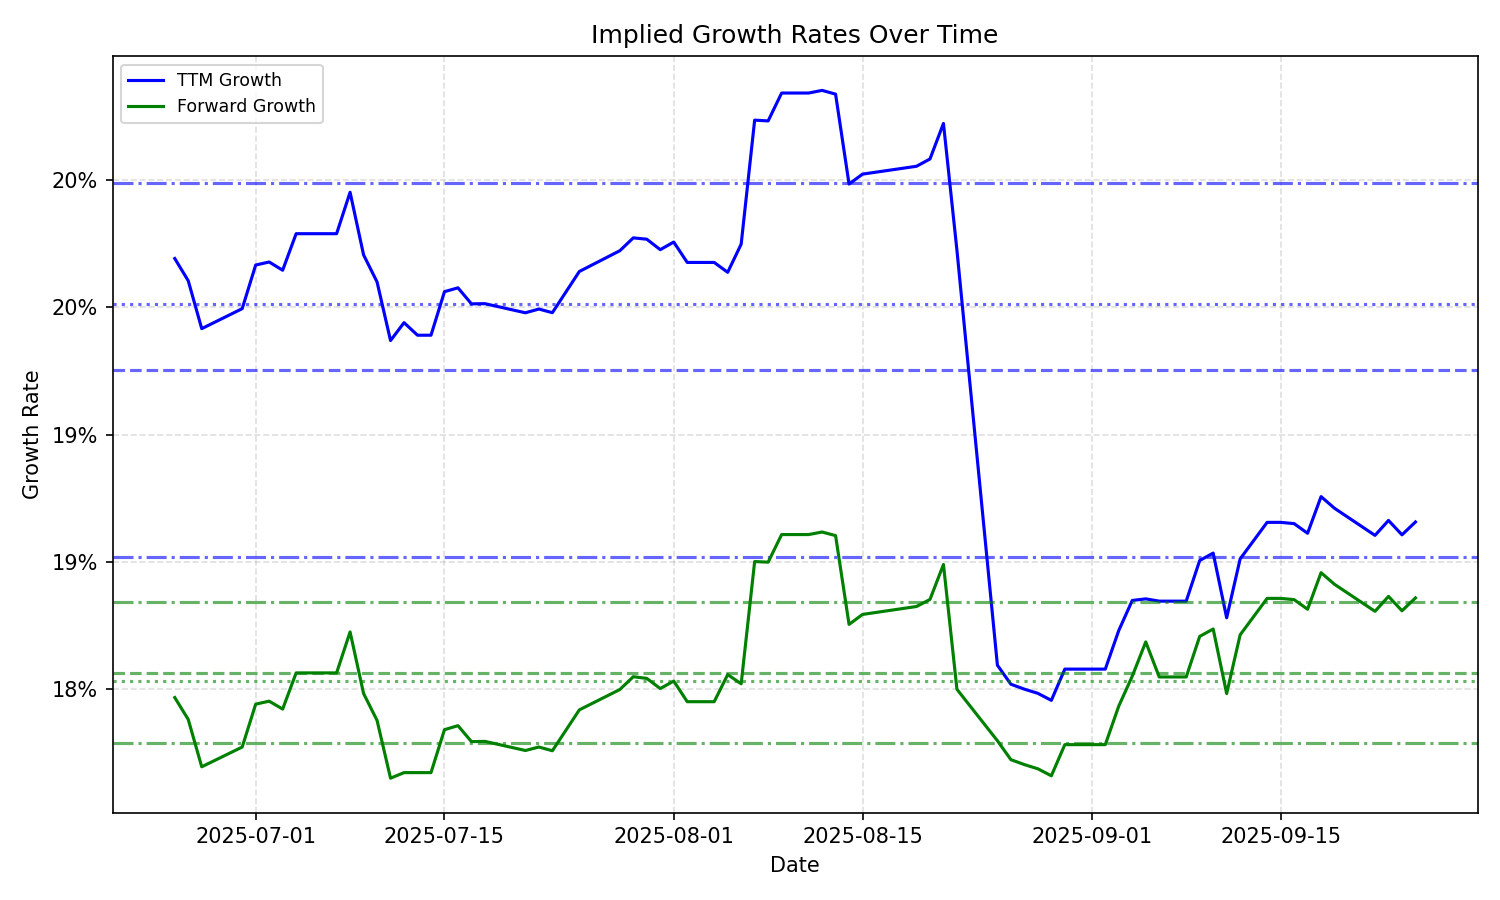 Implied Growth Rates Over Time
TTM Growth
Forward Growth
Growth Rate
20%
20%
19%
19%
18%
2025-07-01
2025-07-15
2025-08-01
2025-08-15
2025-09-01
2025-09-15
Date